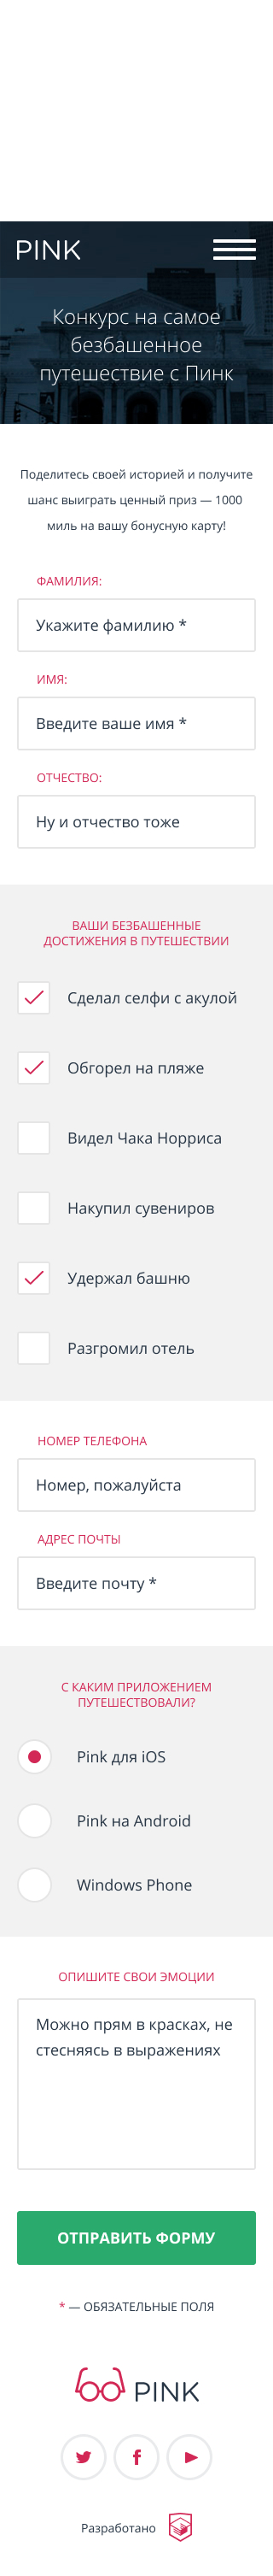 PINK
Конкурс на самое
безбашенное
путешествие с Пинк
Поделитесь своей историей и получите
шанс выиграть ценный приз — 1000
миль на вашу бонусную карту!
ФАМИЛИЯ:
Укажите фамилию *
ИМЯ:
Введите ваше имя *
ОТЧЕСТВО:
Ну и отчество тоже
ВАШИ БЕЗБАШЕННЫЕ
ДОСТИЖЕНИЯ В ПУТЕШЕСТВИИ
Сделал селфи с акулой
Обгорел на пляже
Видел Чака Норриса
Накупил сувениров
Удержал башню
Разгромил отель
НОМЕР ТЕЛЕФОНА
Номер, пожалуйста
АДРЕС ПОЧТЫ
Введите почту *
С КАКИМ ПРИЛОЖЕНИЕМ
ПУТЕШЕСТВОВАЛИ?
Pink для iOS
Pink на Android
Windows Phone
ОПИШИТЕ СВОИ ЭМОЦИИ
Можно прям в красках, не
стесняясь в выражениях
ОТПРАВИТЬ ФОРМУ
* — ОБЯЗАТЕЛЬНЫЕ ПОЛЯ
PINK
Разработано